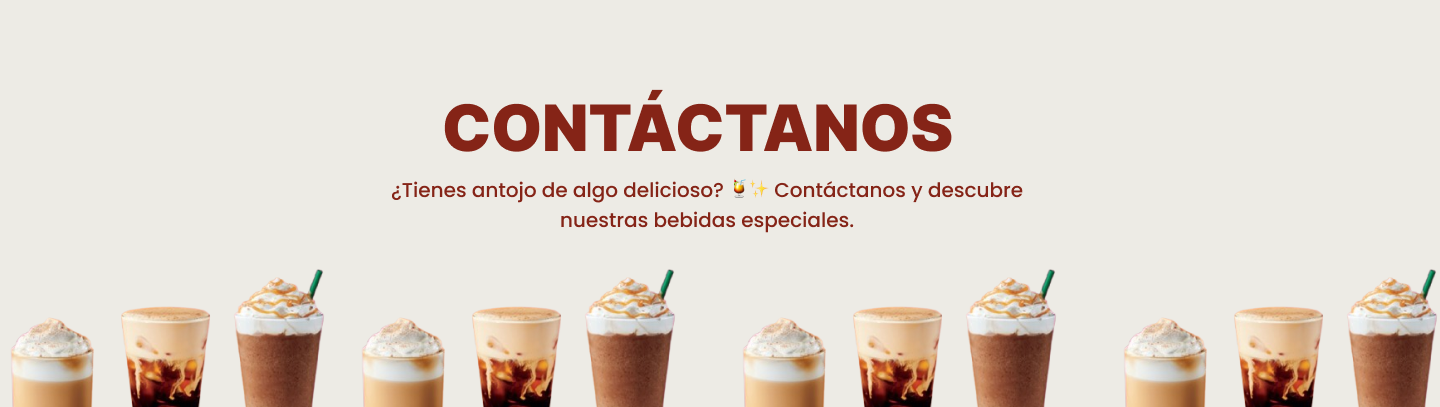 CONTÁCTANOS
¿Tienes antojo de algo delicioso? 🍹✨ Contáctanos y descubre
nuestras bebidas especiales.